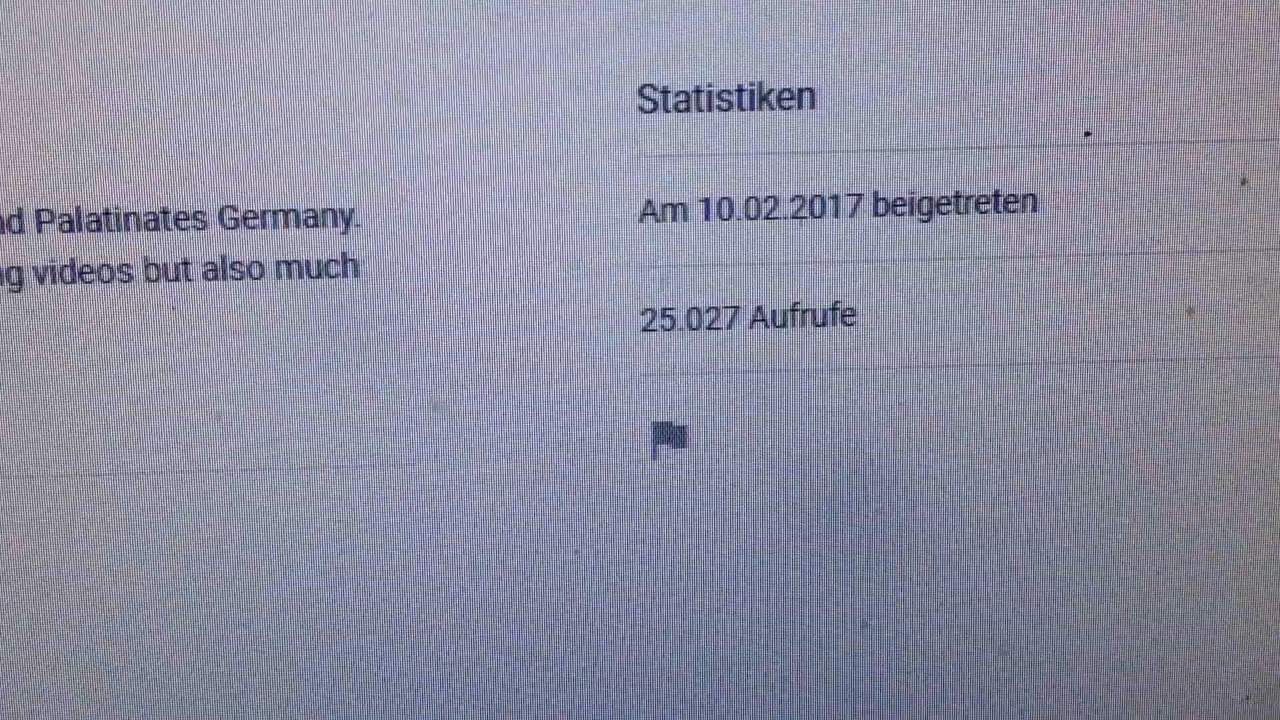 Palatinates Germany.
videos but also much
Statistiken
Am 10.02.2017 beigetreten
25.027 Aufrufe